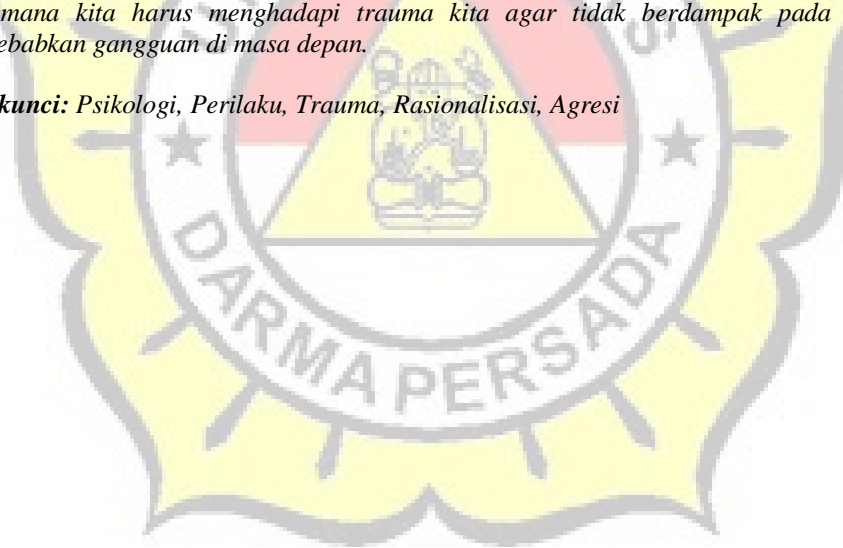 mana kita harus menghadapi trauma kita agar tidak berdampak pada
ebabkan gangguan di masa depan.
kunci: Psikologi, Perilaku, Trauma, Rasionalisasi, Agresi
DARMA PERSADA